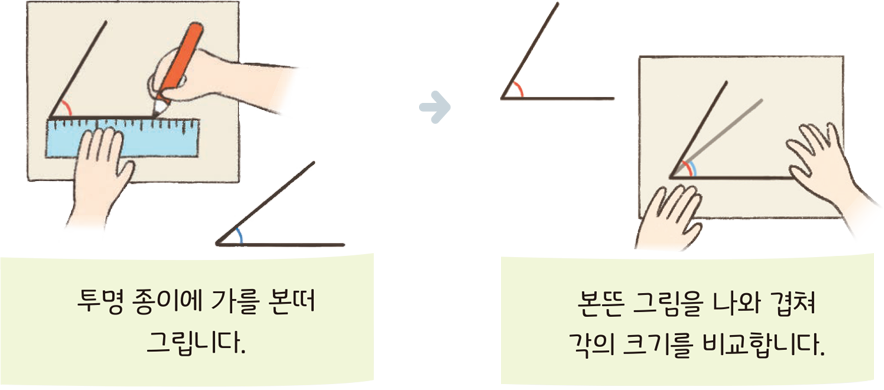 투명 종이에 가를 본떠
그립니다.
본뜬 그림을 나와 겹쳐
각의 크기를 비교합니다.